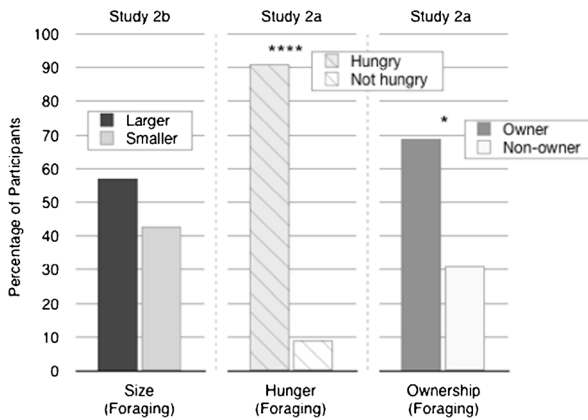 Study 2b
Study 2a
Study 2a
Percentage of Participants
100
90
80
70
60
50
40
30
20
10
0
Larger
Smaller
****
Hungry
Not hungry
*
Owner
Non-owner
Size
(Foraging)
Hunger
(Foraging)
Ownership
(Foraging)